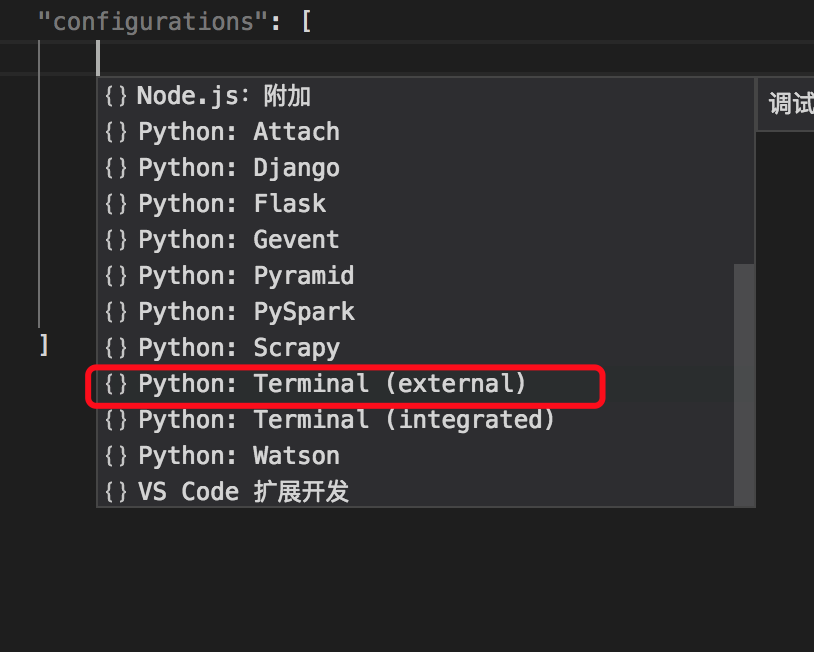 "configurations": [
{} Node.js: 附加
调试
{} Python: Attach
{} Python: Django
{} Python: Flask
{} Python: Gevent
{} Python: Pyramid
{} Python: PySpark
{} Python: Scrapy
]
{} Python: Terminal (external)
{} Python: Terminal (integrated)
{} Python: Watson
{} VS Code 扩展开发